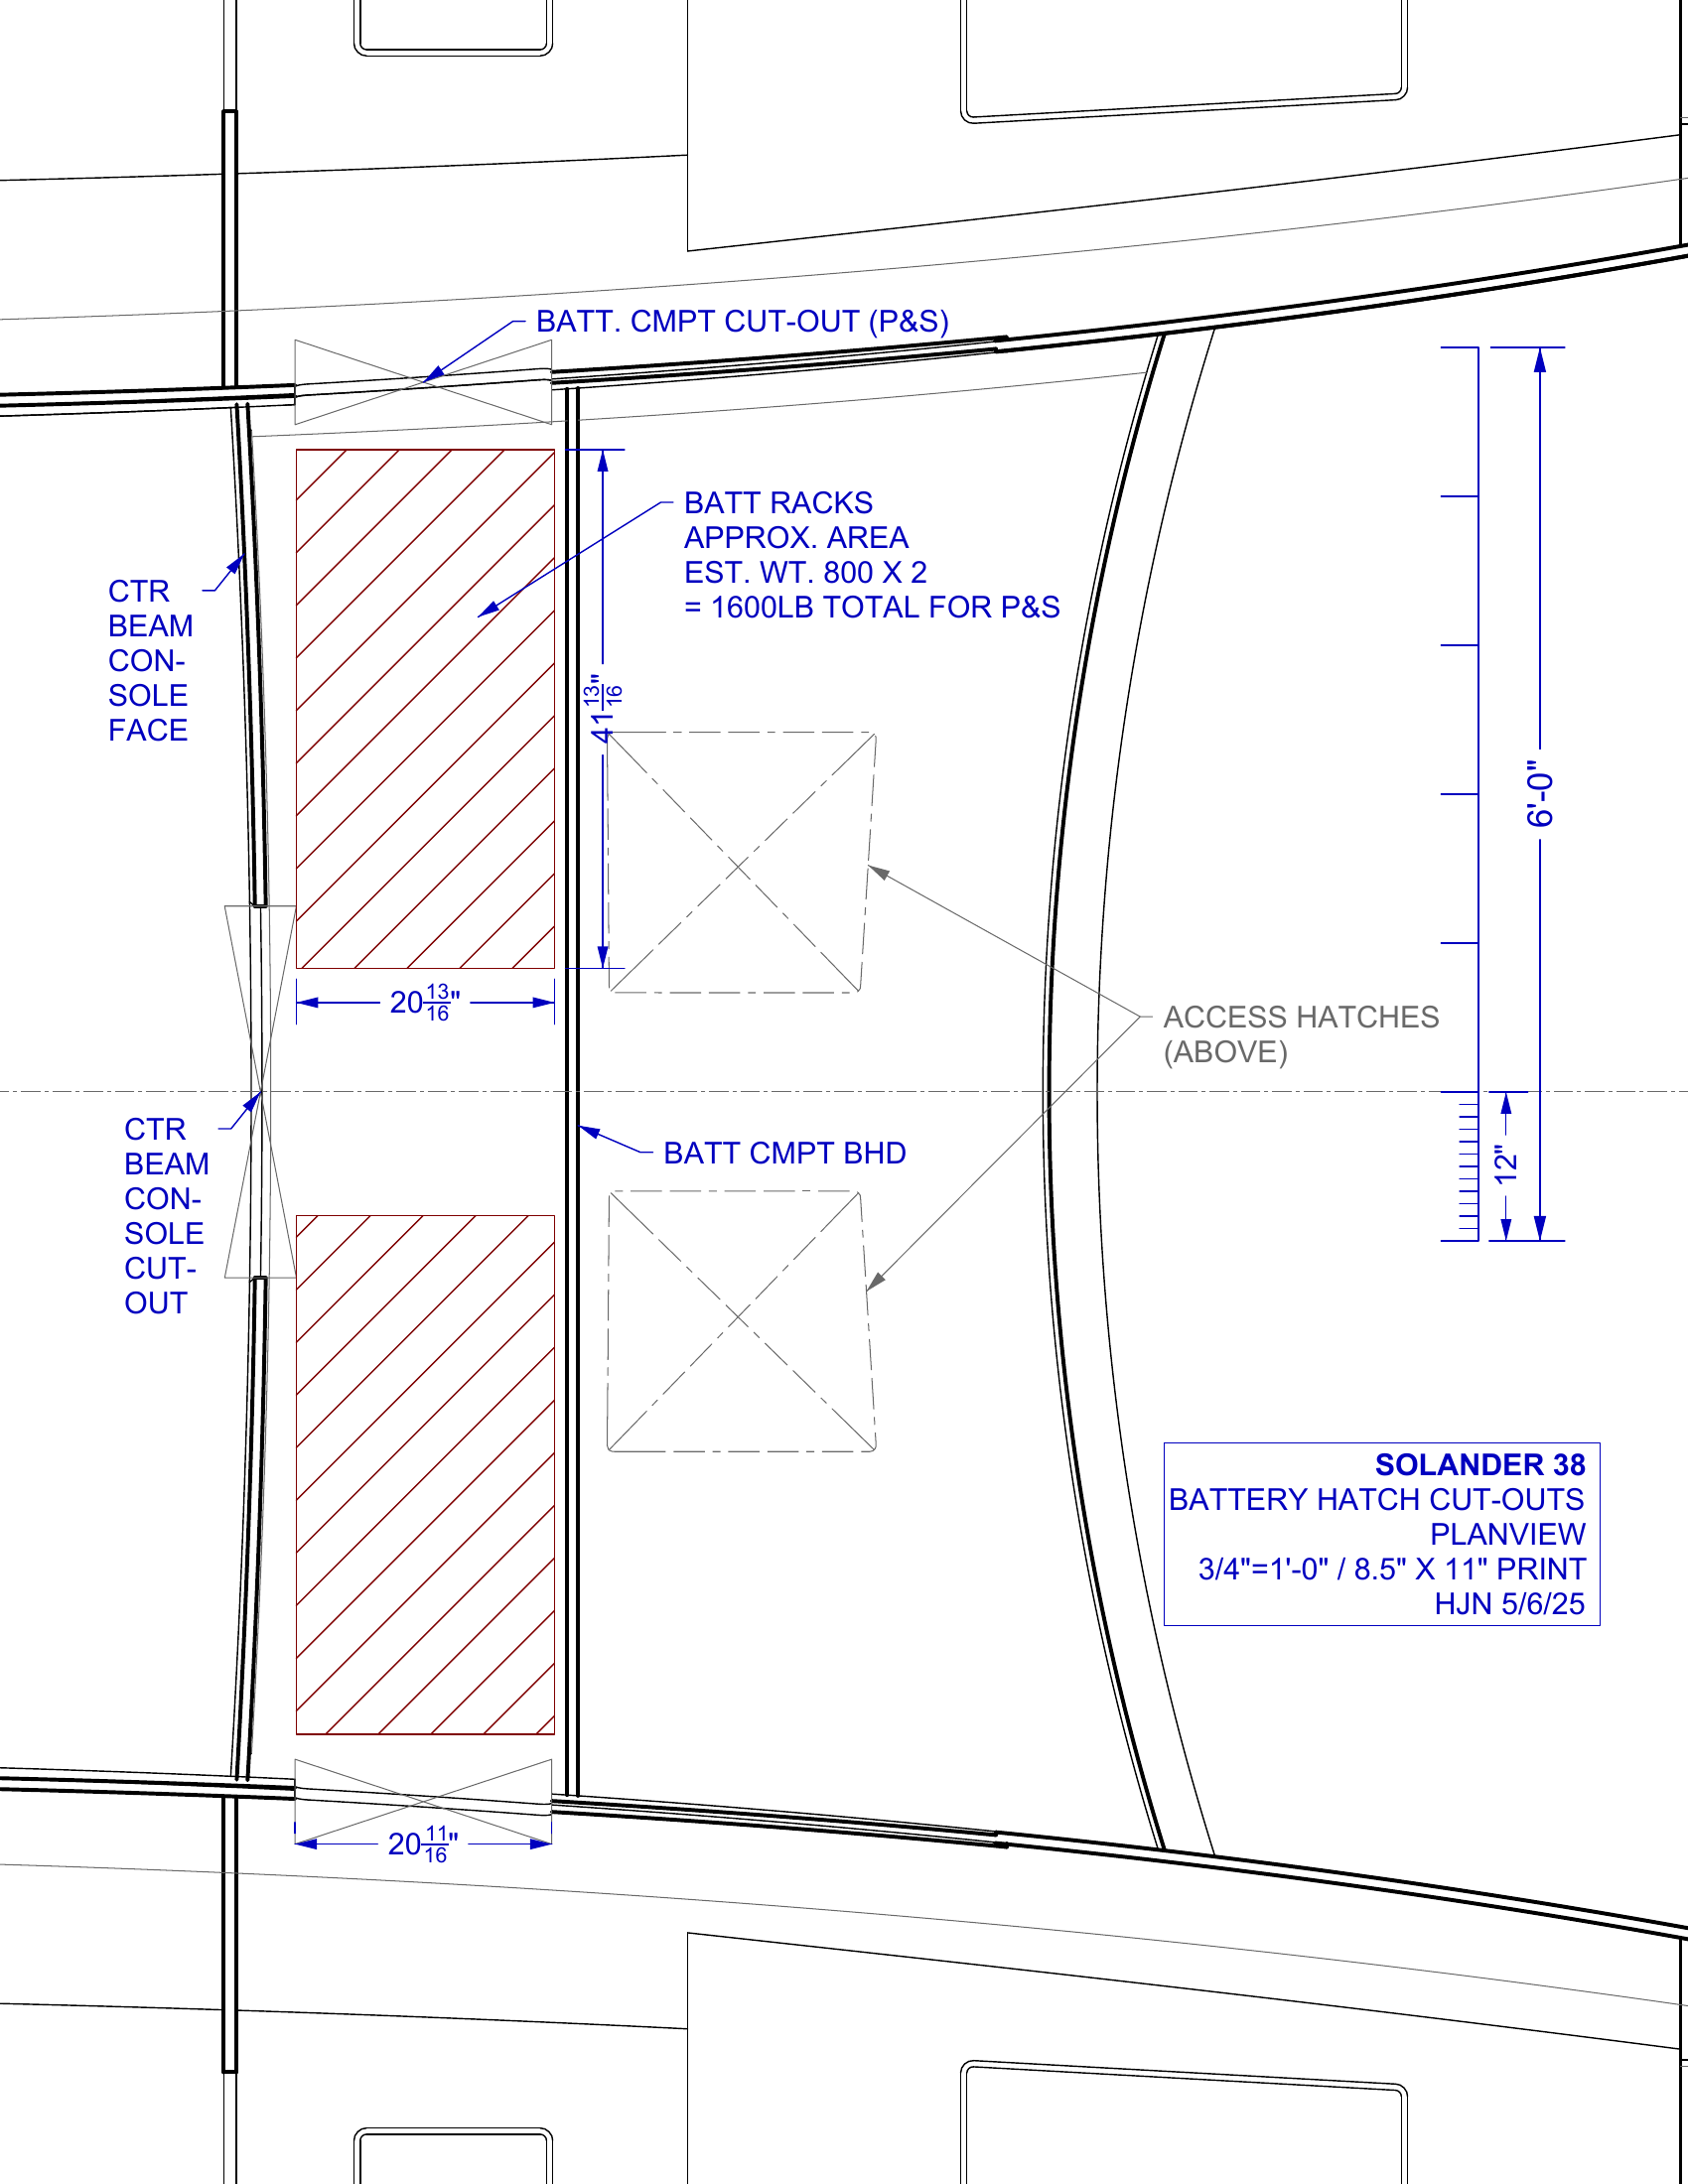 BATT. CMPT CUT-OUT (P&S)
BATT RACKS
APPROX. AREA
EST. WT. 800 X 2
= 1600LB TOTAL FOR P&S
CTR
BEAM
CON-
SOLE
FACE
41 13/16"
6'-0"
20 13/16"
ACCESS HATCHES
(ABOVE)
CTR
BEAM
CON-
SOLE
CUT-
OUT
BATT CMPT BHD
12"
SOLANDER 38
BATTERY HATCH CUT-OUTS
PLANVIEW
3/4"=1'-0" / 8.5" X 11" PRINT
HJN 5/6/25
20 11/16"